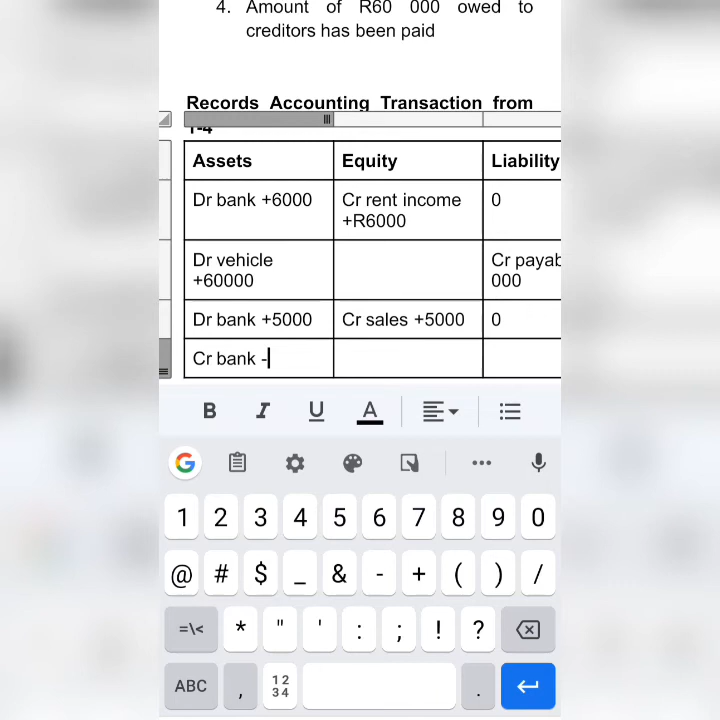 4. Amount of R60 000 owed to
creditors has been paid
Records Accounting Transaction from
1-4
Assets Equity Liability
Dr bank +6000 Cr rent income 0
+R6000
Dr vehicle Cr payab
+60000 000
Dr bank +5000 Cr sales +5000 0
Cr bank -
B I U A
G
1 2 3 4 5 6 7 8 9 0
@ # $ _ & - + ( ) /
=\< * " ' : ; ! ?
ABC , 12 .
34